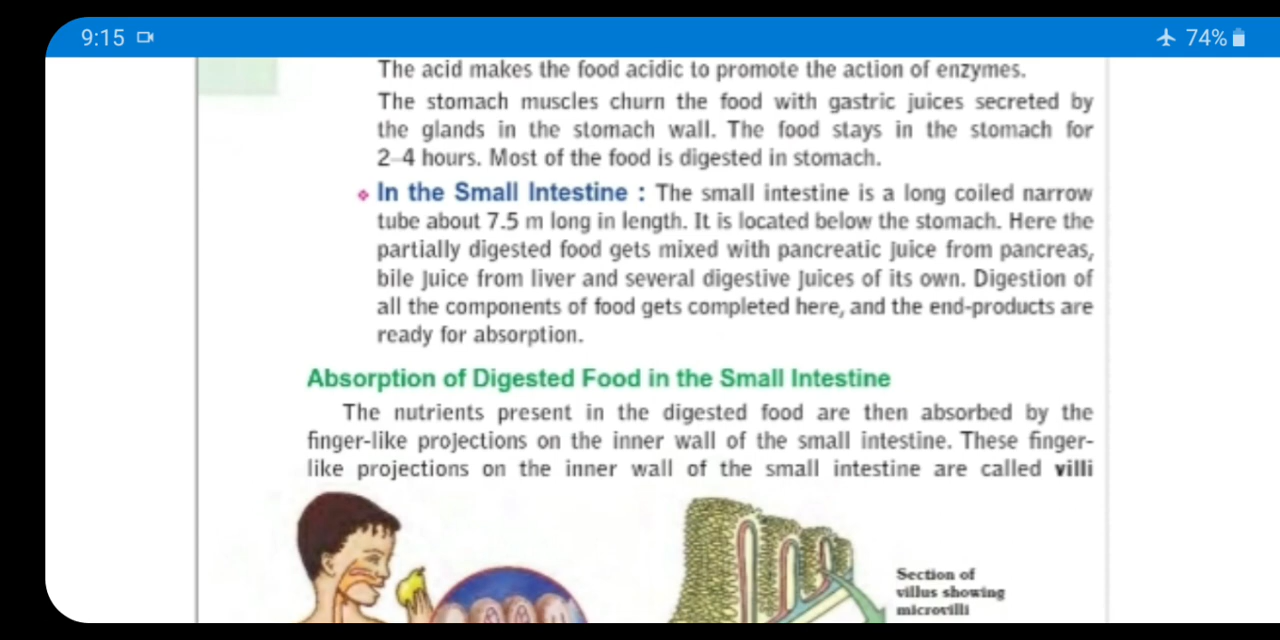 9:15
74%
The acid makes the food acidic to promote the action of enzymes.
The stomach muscles churn the food with gastric juices secreted by
the glands in the stomach wall. The food stays in the stomach for
2–4 hours. Most of the food is digested in stomach.
❖ In the Small Intestine : The small intestine is a long coiled narrow
tube about 7.5 m long in length. It is located below the stomach. Here the
partially digested food gets mixed with pancreatic juice from pancreas,
bile juice from liver and several digestive juices of its own. Digestion of
all the components of food gets completed here, and the end-products are
ready for absorption.
Absorption of Digested Food in the Small Intestine
The nutrients present in the digested food are then absorbed by the
finger-like projections on the inner wall of the small intestine. These finger-
like projections on the inner wall of the small intestine are called villi
Section of
villus showing
microvilli